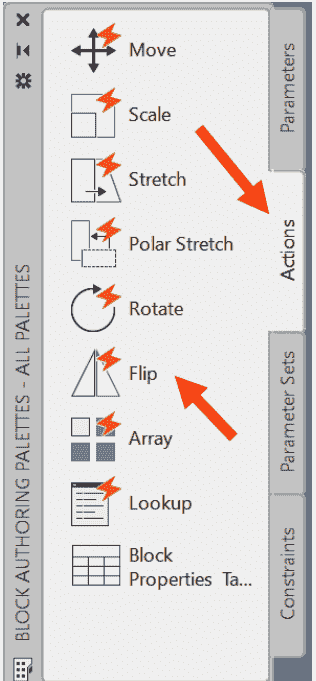 Move
Scale
Stretch
Polar Stretch
Rotate
Flip
Array
Lookup
Block
Properties Ta...
Parameters
Actions
Parameter Sets
Constraints
BLOCK AUTHORING PALETTES - ALL PALETTES